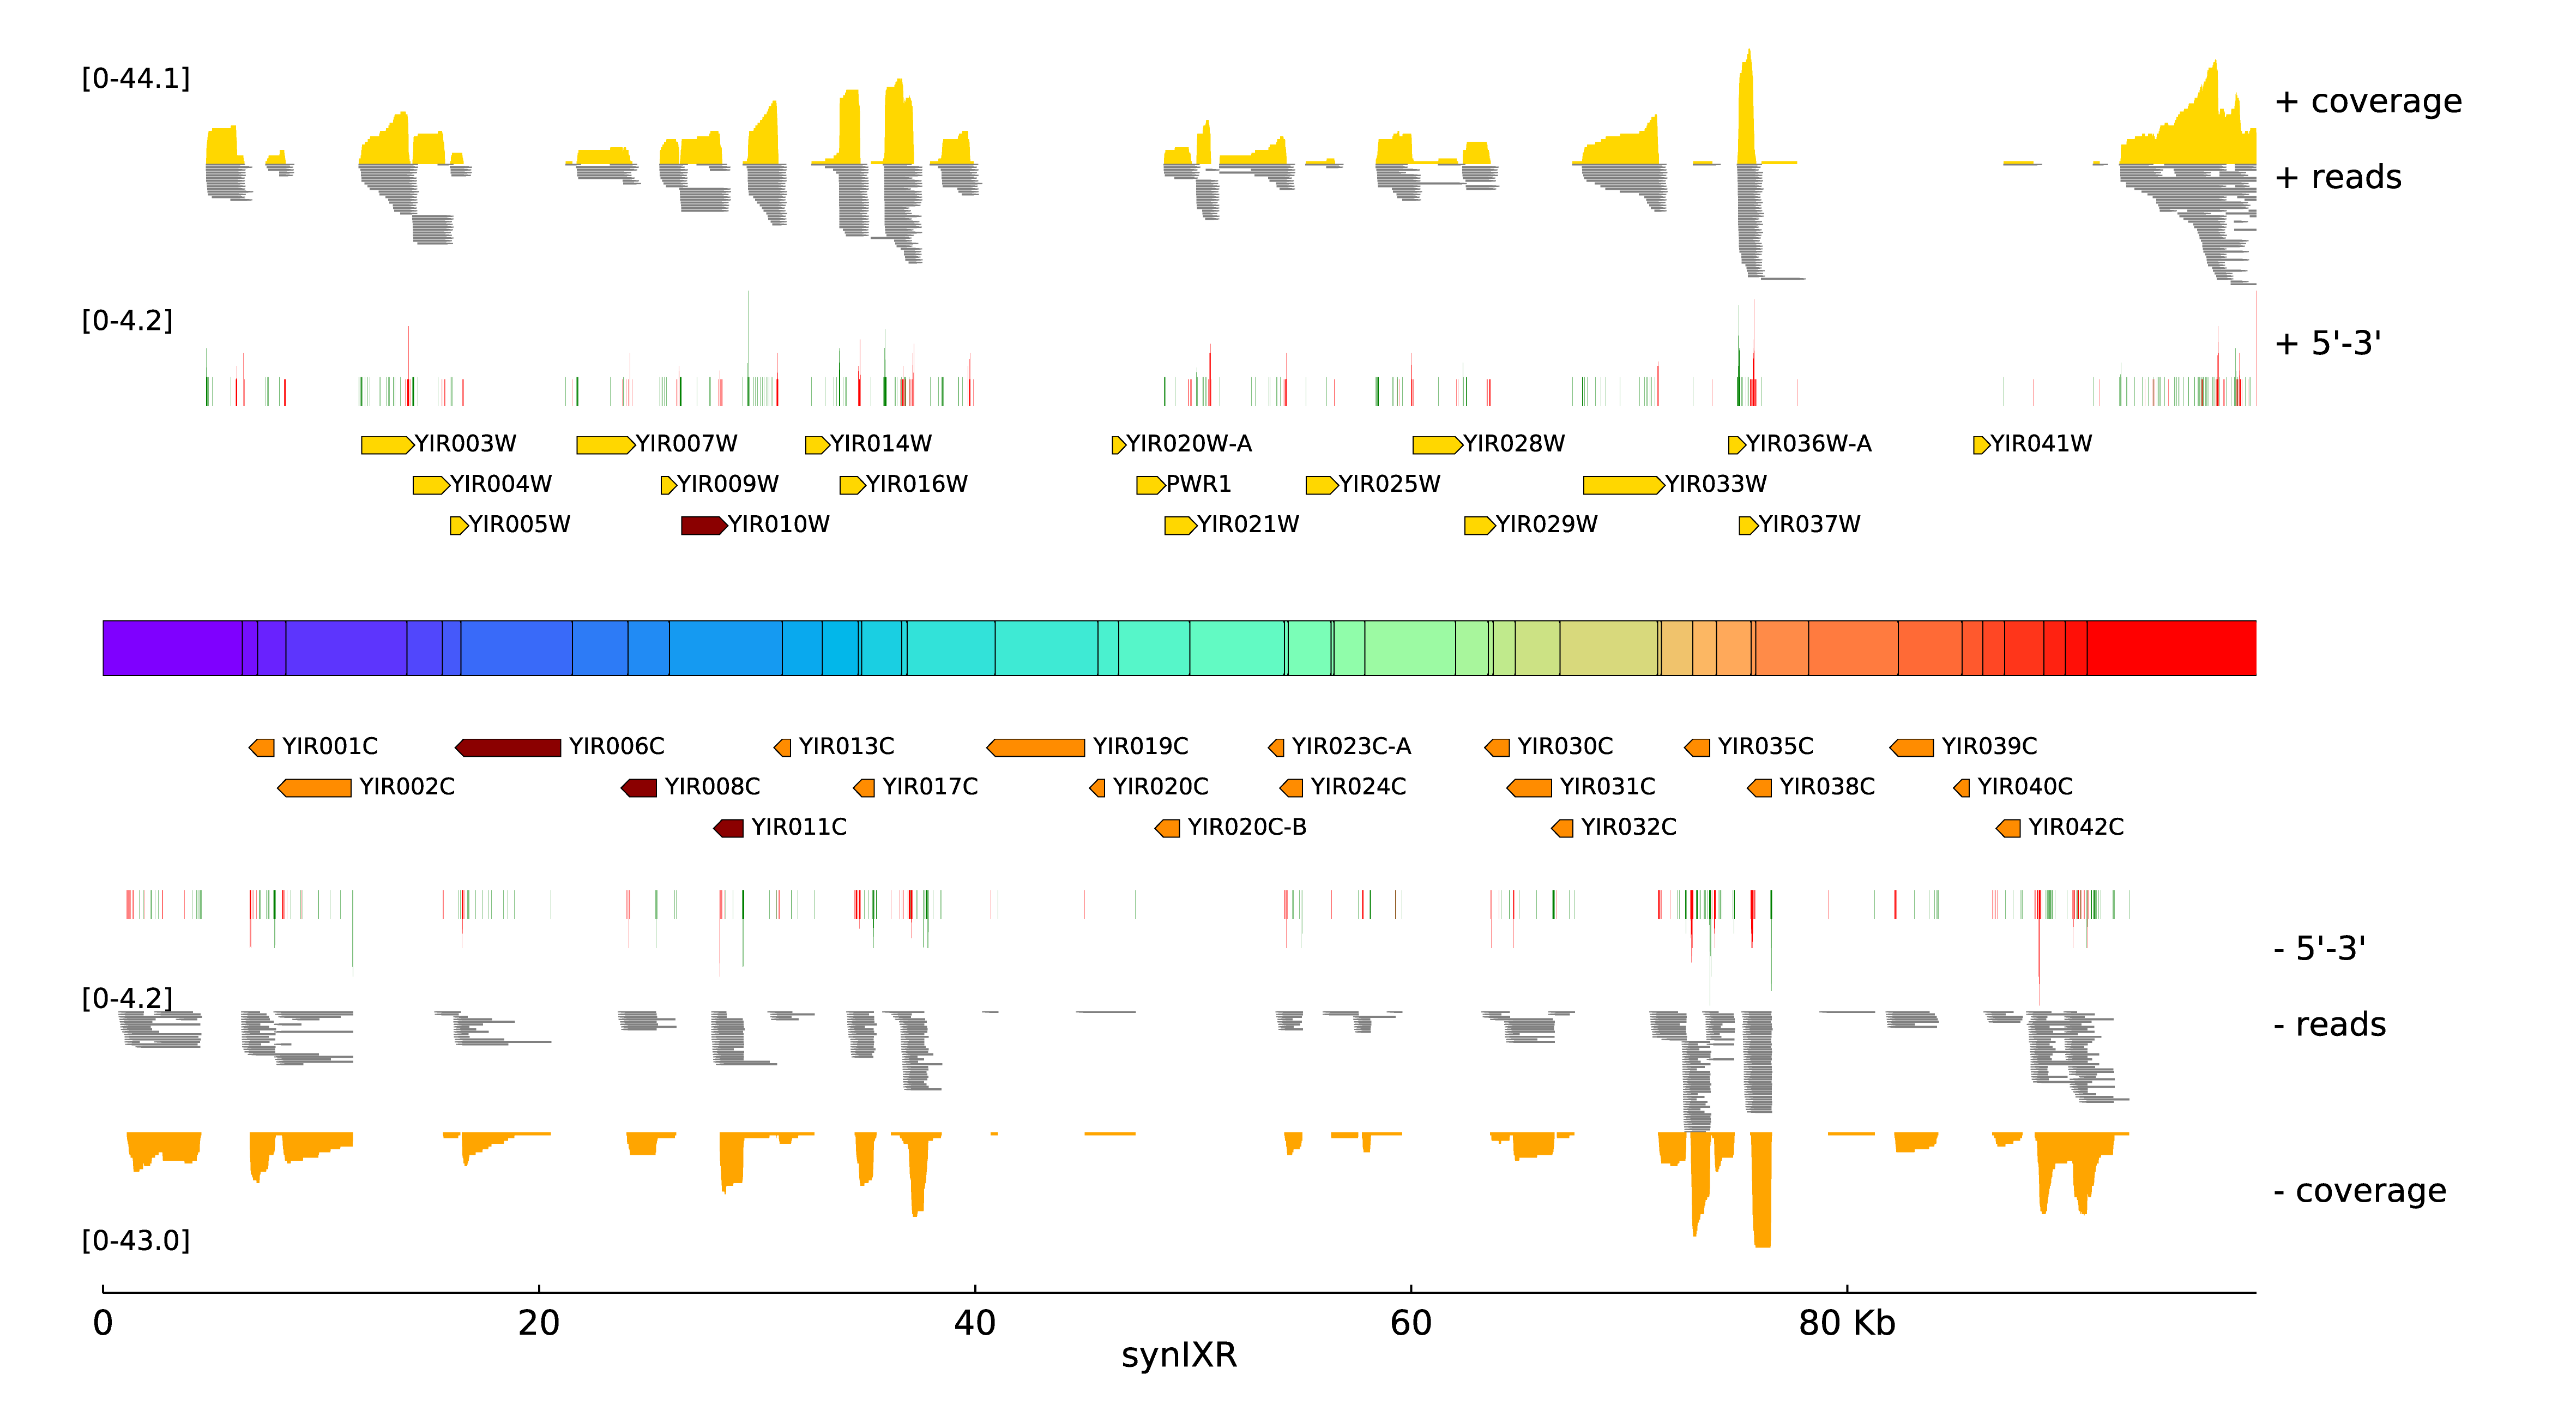 [0-44.1]
+ coverage
+ reads
[0-4.2]
+ 5'-3'
YIR003W YIR007W YIR014W YIR020W-A YIR028W YIR036W-A YIR041W
YIR004W YIR009W YIR016W PWR1 YIR025W YIR033W
YIR005W YIR010W YIR021W YIR029W YIR037W
YIR001C YIR006C YIR013C YIR019C YIR023C-A YIR030C YIR035C YIR039C
YIR002C YIR008C YIR017C YIR020C YIR024C YIR031C YIR038C YIR040C
YIR011C YIR020C-B YIR032C YIR042C
- 5'-3'
[0-4.2]
- reads
- coverage
[0-43.0]
0 20 40 60 80 Kb
synIXR